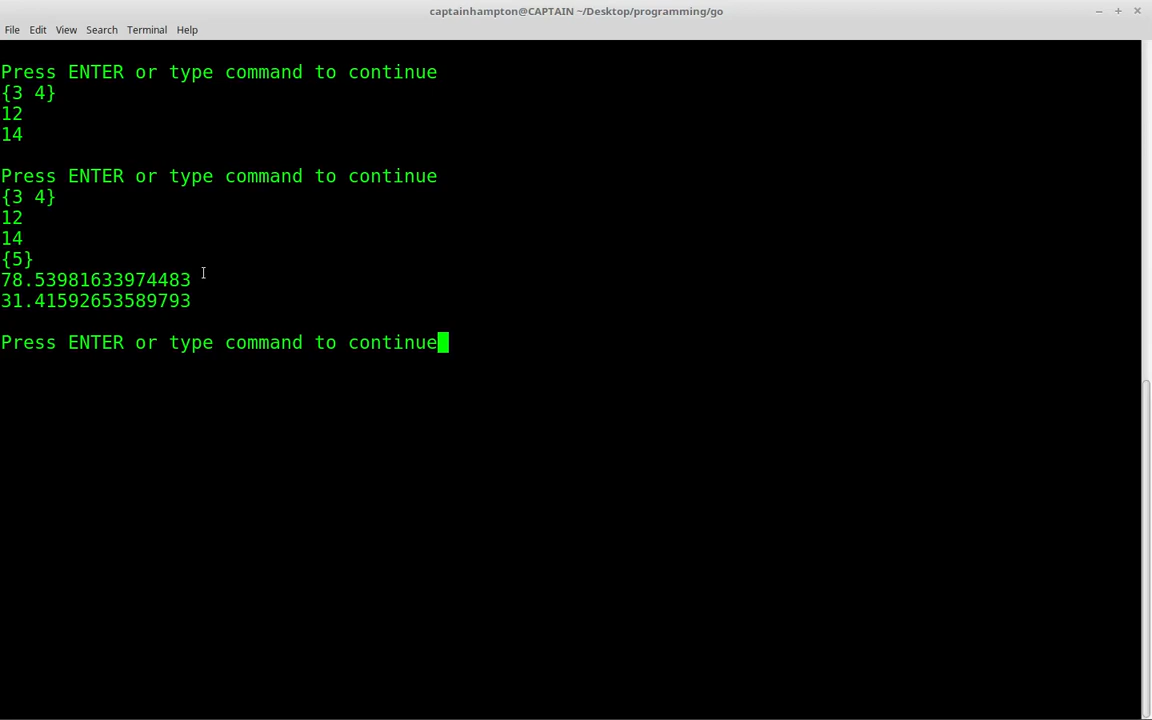 captainhampton@CAPTAIN ~/Desktop/programming/go
File Edit View Search Terminal Help
Press ENTER or type command to continue
{3 4}
12
14
Press ENTER or type command to continue
{3 4}
12
14
{5}
78.53981633974483
31.41592653589793
Press ENTER or type command to continue